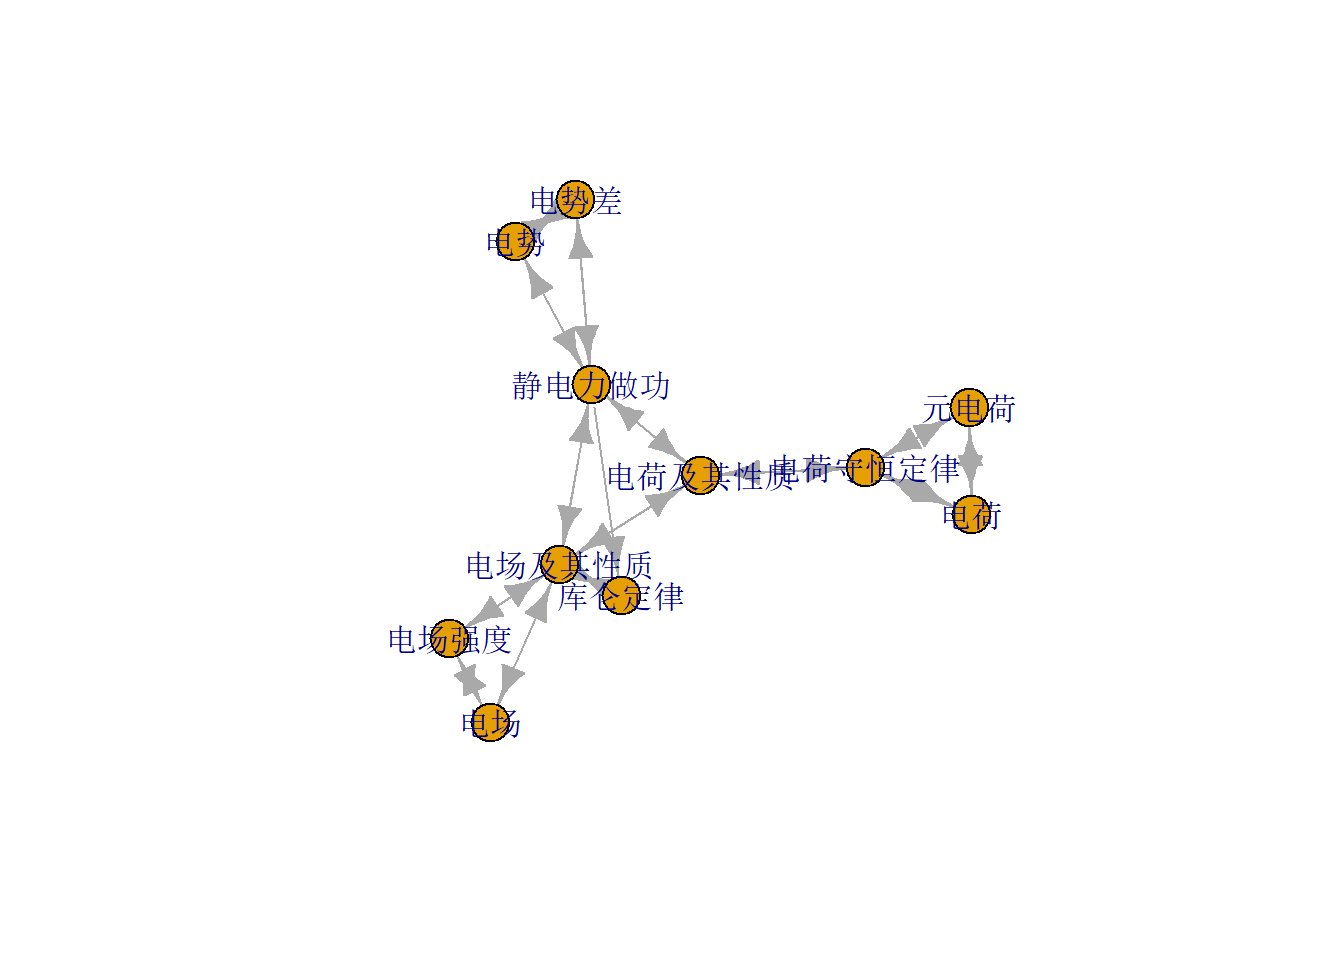 电势差
电势
静电力做功
元电荷
电荷守恒定律
电荷及其性质
电荷
电场及其性质
库仑定律
电场强度
电场